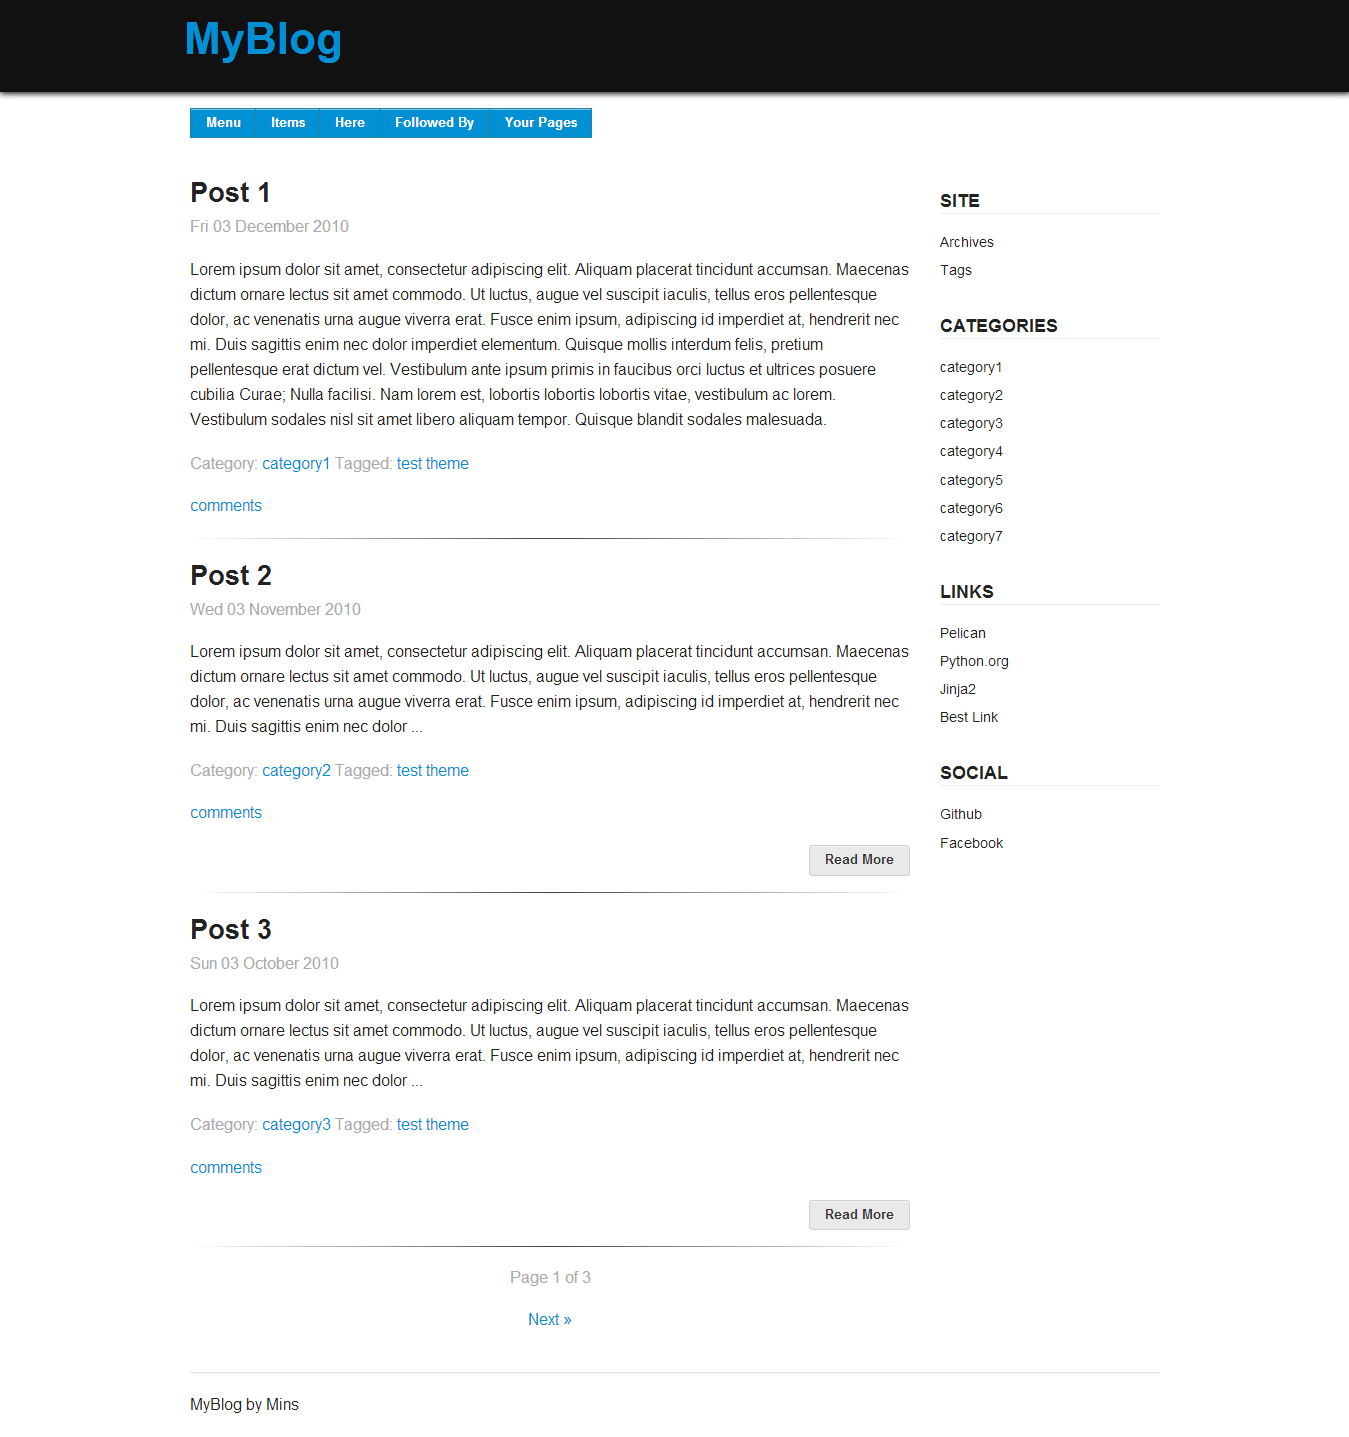 MyBlog
Menu Items Here Followed By Your Pages
Post 1
Fri 03 December 2010
Lorem ipsum dolor sit amet, consectetur adipiscing elit. Aliquam placerat tincidunt accumsan. Maecenas
dictum ornare lectus sit amet commodo. Ut luctus, augue vel suscipit iaculis, tellus eros pellentesque
dolor, ac venenatis urna augue viverra erat. Fusce enim ipsum, adipiscing id imperdiet at, hendrerit nec
mi. Duis sagittis enim nec dolor imperdiet elementum. Quisque mollis interdum felis, pretium
pellentesque erat dictum vel. Vestibulum ante ipsum primis in faucibus orci luctus et ultrices posuere
cubilia Curae; Nulla facilisi. Nam lorem est, lobortis lobortis lobortis vitae, vestibulum ac lorem.
Vestibulum sodales nisl sit amet libero aliquam tempor. Quisque blandit sodales malesuada.
Category: category1 Tagged: test theme
comments
Post 2
Wed 03 November 2010
Lorem ipsum dolor sit amet, consectetur adipiscing elit. Aliquam placerat tincidunt accumsan. Maecenas
dictum ornare lectus sit amet commodo. Ut luctus, augue vel suscipit iaculis, tellus eros pellentesque
dolor, ac venenatis urna augue viverra erat. Fusce enim ipsum, adipiscing id imperdiet at, hendrerit nec
mi. Duis sagittis enim nec dolor ...
Category: category2 Tagged: test theme
comments
Read More
Post 3
Sun 03 October 2010
Lorem ipsum dolor sit amet, consectetur adipiscing elit. Aliquam placerat tincidunt accumsan. Maecenas
dictum ornare lectus sit amet commodo. Ut luctus, augue vel suscipit iaculis, tellus eros pellentesque
dolor, ac venenatis urna augue viverra erat. Fusce enim ipsum, adipiscing id imperdiet at, hendrerit nec
mi. Duis sagittis enim nec dolor ...
Category: category3 Tagged: test theme
comments
Read More
Page 1 of 3
Next »
SITE
Archives
Tags
CATEGORIES
category1
category2
category3
category4
category5
category6
category7
LINKS
Pelican
Python.org
Jinja2
Best Link
SOCIAL
Github
Facebook
MyBlog by Mins